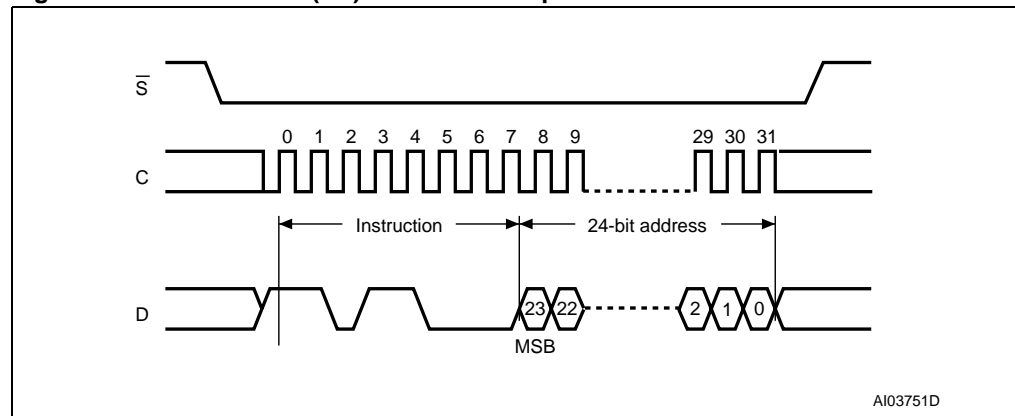 S
0 1 2 3 4 5 6 7 8 9 29 30 31
C
Instruction 24-bit address
D
23 22 2 1 0
MSB
AI03751D